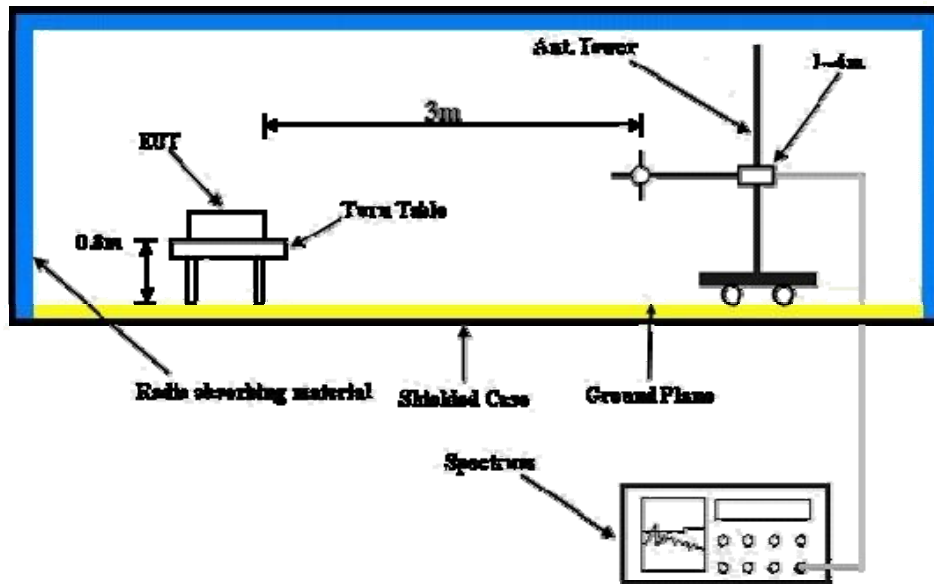 Ant. Tower
1-4m
3m
EUT
Turn Table
0.8m
Radio absorbing material
Shielded Case
Ground Plane
Spectrum